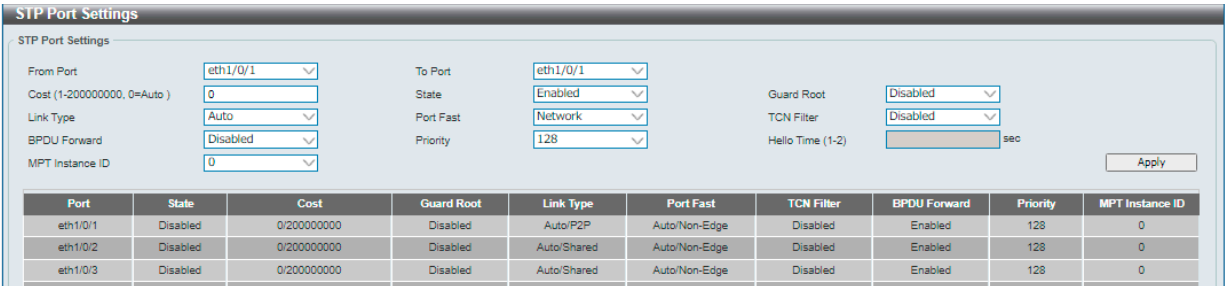 STP Port Settings
STP Port Settings
From Port eth1/0/1 To Port eth1/0/1
Cost (1-200000000, 0=Auto ) 0 State Enabled Guard Root Disabled
Link Type Auto Port Fast Network TCN Filter Disabled
BPDU Forward Disabled Priority 128 Hello Time (1-2) sec
MPT Instance ID 0 Apply
Port State Cost Guard Root Link Type Port Fast TCN Filter BPDU Forward Priority MPT Instance ID
eth1/0/1 Disabled 0/200000000 Disabled Auto/P2P Auto/Non-Edge Disabled Enabled 128 0
eth1/0/2 Disabled 0/200000000 Disabled Auto/Shared Auto/Non-Edge Disabled Enabled 128 0
eth1/0/3 Disabled 0/200000000 Disabled Auto/Shared Auto/Non-Edge Disabled Enabled 128 0